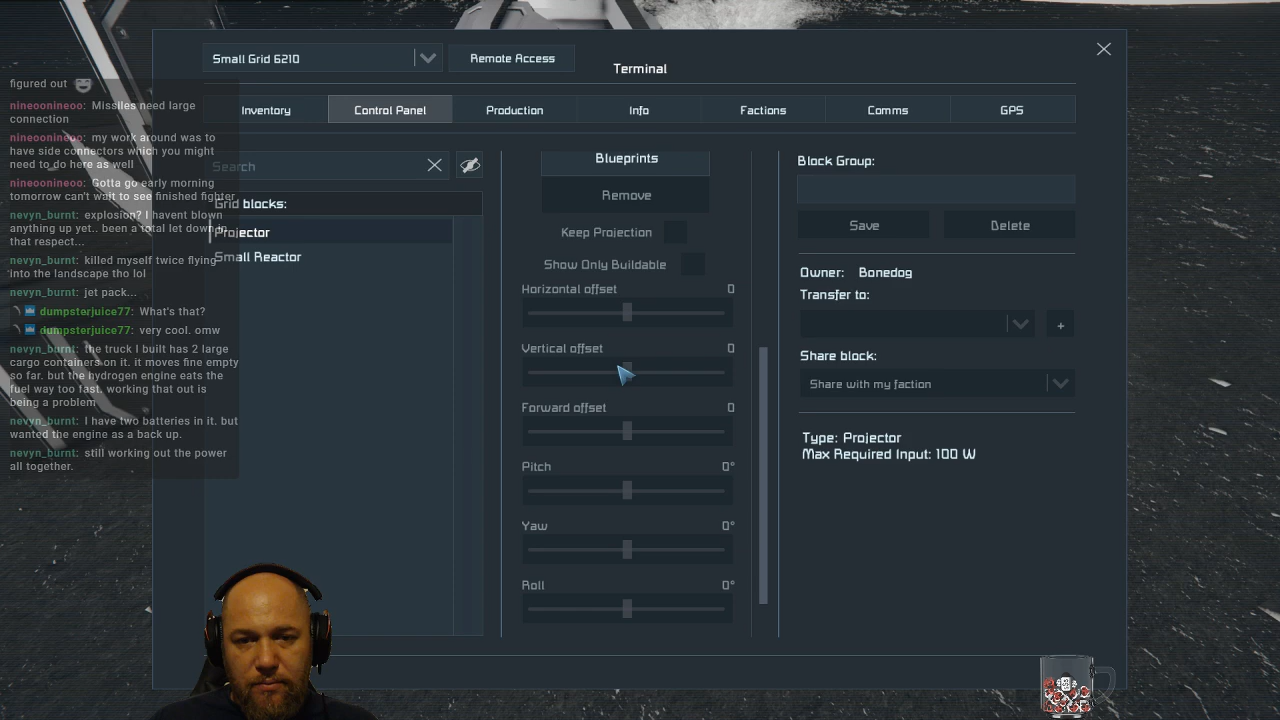 Small Grid 6210
Remote Access
Terminal
Inventory
Control Panel
Production
Info
Factions
Comms
GPS
figured out
nineoonineoo: Missiles need large
connection
nineoonineoo: my work around was to
have side connectors which you might
need to do here as well
nineoonineoo: Gotta go early morning
tomorrow can't wait to see finished fighter
nevyn_burnt: explosion? I havent blown
anything up yet.. been a total let down in
that respect...
nevyn_burnt: killed myself twice flying
into the landscape tho lol
nevyn_burnt: jet pack...
dumpsterjuice77: What's that?
dumpsterjuice77: very cool. omw
nevyn_burnt: the truck I built has 2 large
cargo containers on it. it moves fine empty
so far. but the hydrogen engine eats the
fuel way too fast. working that out is
being a problem
nevyn_burnt: I have two batteries in it. but
wanted the engine as a back up.
nevyn_burnt: still working out the power
all together.
Search
Grid blocks:
Projector
Small Reactor
Blueprints
Remove
Keep Projection
Show Only Buildable
Horizontal offset 0
Vertical offset 0
Forward offset 0
Pitch 0°
Yaw 0°
Roll 0°
Block Group:
Save
Delete
Owner: Bonedog
Transfer to:
+
Share block:
Share with my faction
Type: Projector
Max Required Input: 100 W